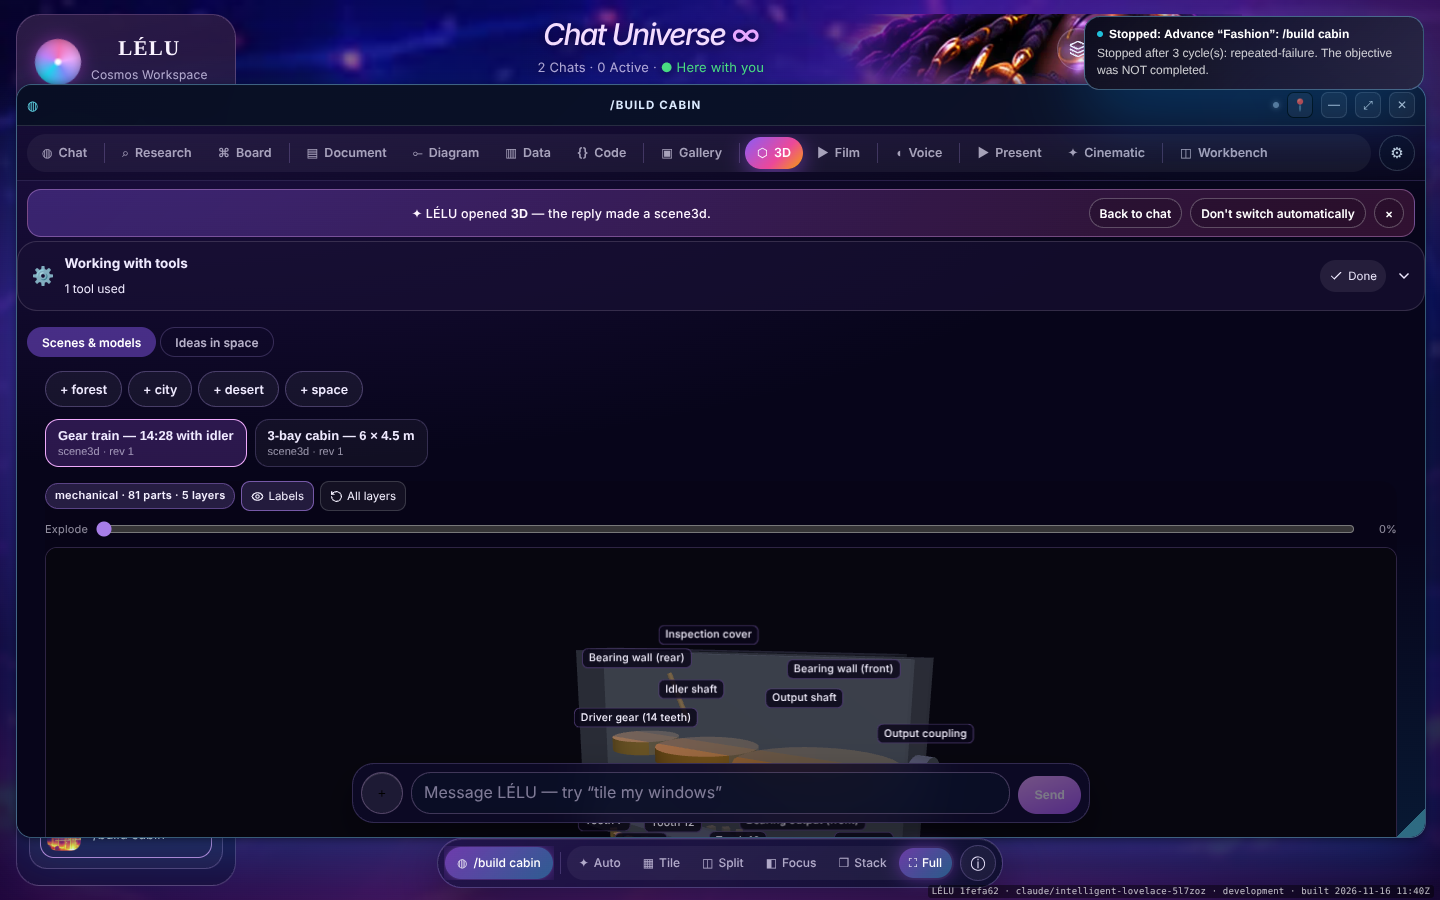 LÉLU
Cosmos Workspace
Chat Universe ∞
2 Chats · 0 Active · Here with you
Stopped: Advance “Fashion”: /build cabin
Stopped after 3 cycle(s): repeated-failure. The objective
was NOT completed.
/BUILD CABIN
Chat
Research
Board
Document
Diagram
Data
{} Code
Gallery
3D
Film
Voice
Present
Cinematic
Workbench
✦ LÉLU opened 3D — the reply made a scene3d.
Back to chat
Don't switch automatically
×
Working with tools
1 tool used
Done
Scenes & models
Ideas in space
+ forest
+ city
+ desert
+ space
Gear train — 14:28 with idler
scene3d · rev 1
3-bay cabin — 6 × 4.5 m
scene3d · rev 1
mechanical · 81 parts · 5 layers
Labels
All layers
Explode
0%
Inspection cover
Bearing wall (rear)
Bearing wall (front)
Idler shaft
Output shaft
Driver gear (14 teeth)
Output coupling
+
Message LÉLU — try “tile my windows”
Send
Tooth 12
/build cabin
/build cabin
Auto
Tile
Split
Focus
Stack
Full
LÉLU 1fefa62 · claude/intelligent-lovelace-5l7zoz · development · built 2026-11-16 11:40Z